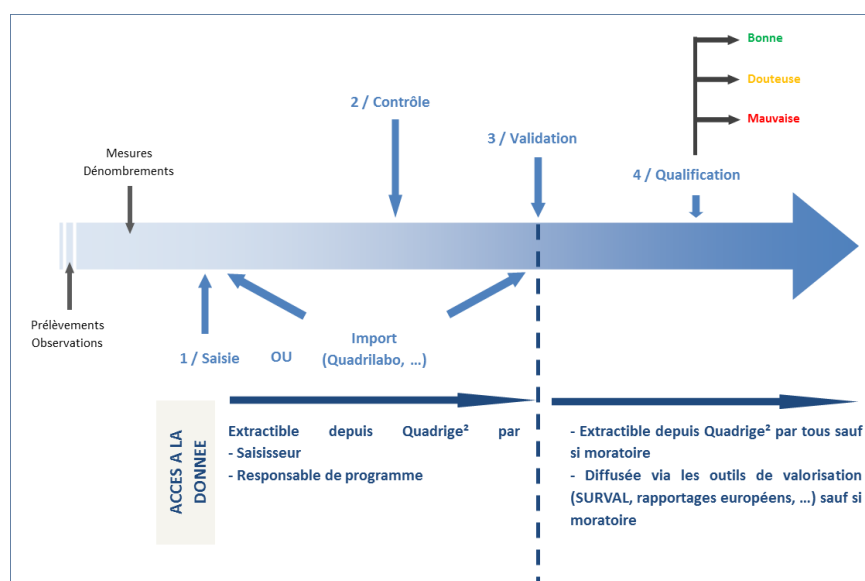 Bonne
Douteuse
Mauvaise
2 / Contrôle
3 / Validation
4 / Qualification
Mesures
Dénombrements
Prélèvements
Observations
1 / Saisie
OU
Import
(Quadrilabo, ...)
ACCES A LA
DONNEE
Extractible depuis Quadrige² par
- Saisisseur
- Responsable de programme
- Extractible depuis Quadrige² par tous sauf
si moratoire
- Diffusée via les outils de valorisation
(SURVAL, rapportages européens, ...) sauf si
moratoire